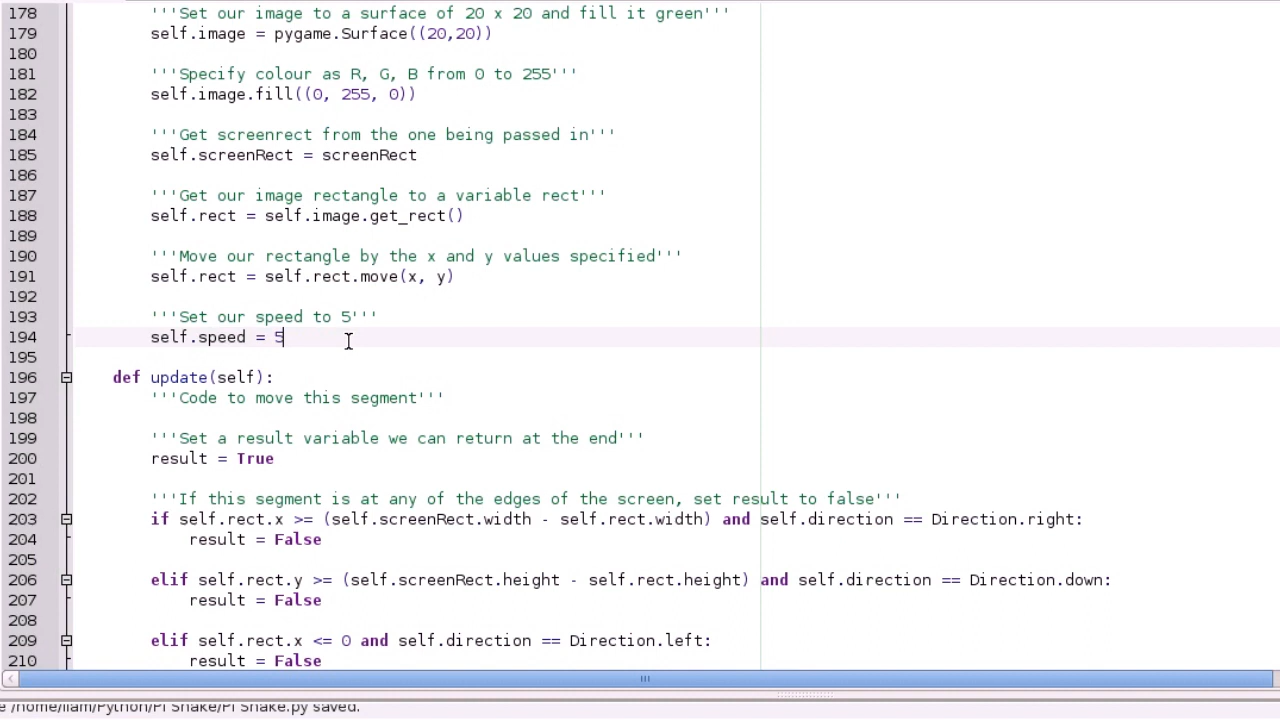 178 '''Set our image to a surface of 20 x 20 and fill it green'''
179 self.image = pygame.Surface((20,20))
180
181 '''Specify colour as R, G, B from 0 to 255'''
182 self.image.fill((0, 255, 0))
183
184 '''Get screenrect from the one being passed in'''
185 self.screenRect = screenRect
186
187 '''Get our image rectangle to a variable rect'''
188 self.rect = self.image.get_rect()
189
190 '''Move our rectangle by the x and y values specified'''
191 self.rect = self.rect.move(x, y)
192
193 '''Set our speed to 5'''
194 self.speed = 5
195
196 def update(self):
197 '''Code to move this segment'''
198
199 '''Set a result variable we can return at the end'''
200 result = True
201
202 '''If this segment is at any of the edges of the screen, set result to false'''
203 if self.rect.x >= (self.screenRect.width - self.rect.width) and self.direction == Direction.right:
204 result = False
205
206 elif self.rect.y >= (self.screenRect.height - self.rect.height) and self.direction == Direction.down:
207 result = False
208
209 elif self.rect.x <= 0 and self.direction == Direction.left:
210 result = False
e /home/liam/Python/Pi Snake/Pi Snake.py saved.